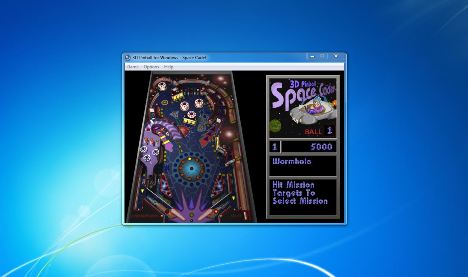 3D Pinball for Windows - Space Cadet
Game Options Help
3D Pinball
Space Cadet
BALL 1
1 5000
Wormhole
Hit Mission
Targets To
Select Mission